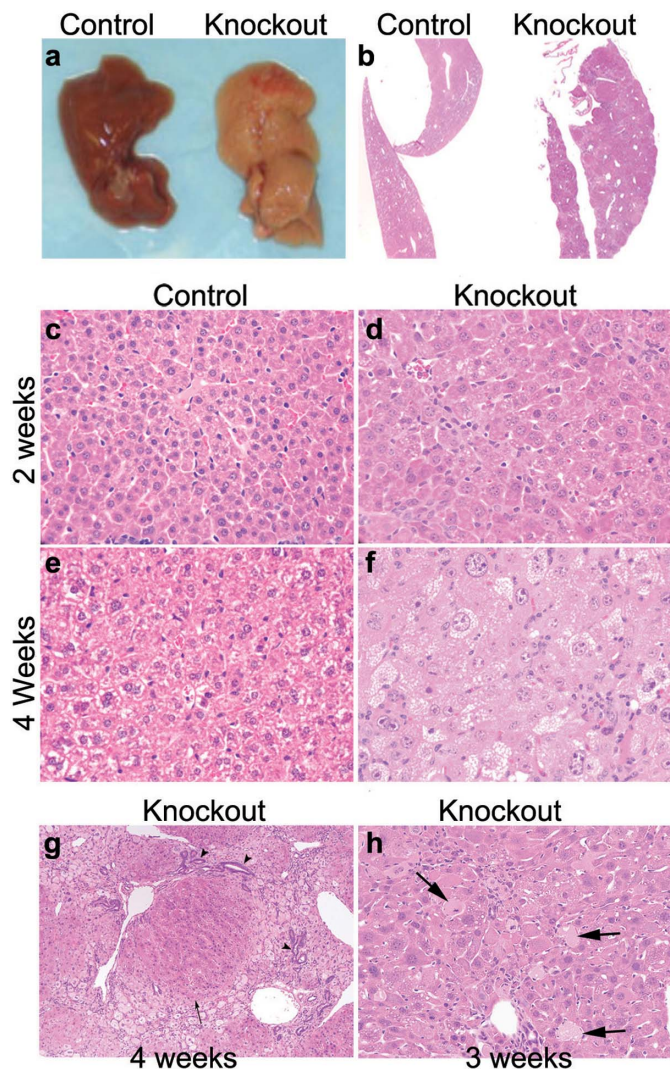 Control Knockout Control Knockout
a b
Control Knockout
c d
2 weeks
e f
4 Weeks
Knockout Knockout
g h
4 weeks 3 weeks